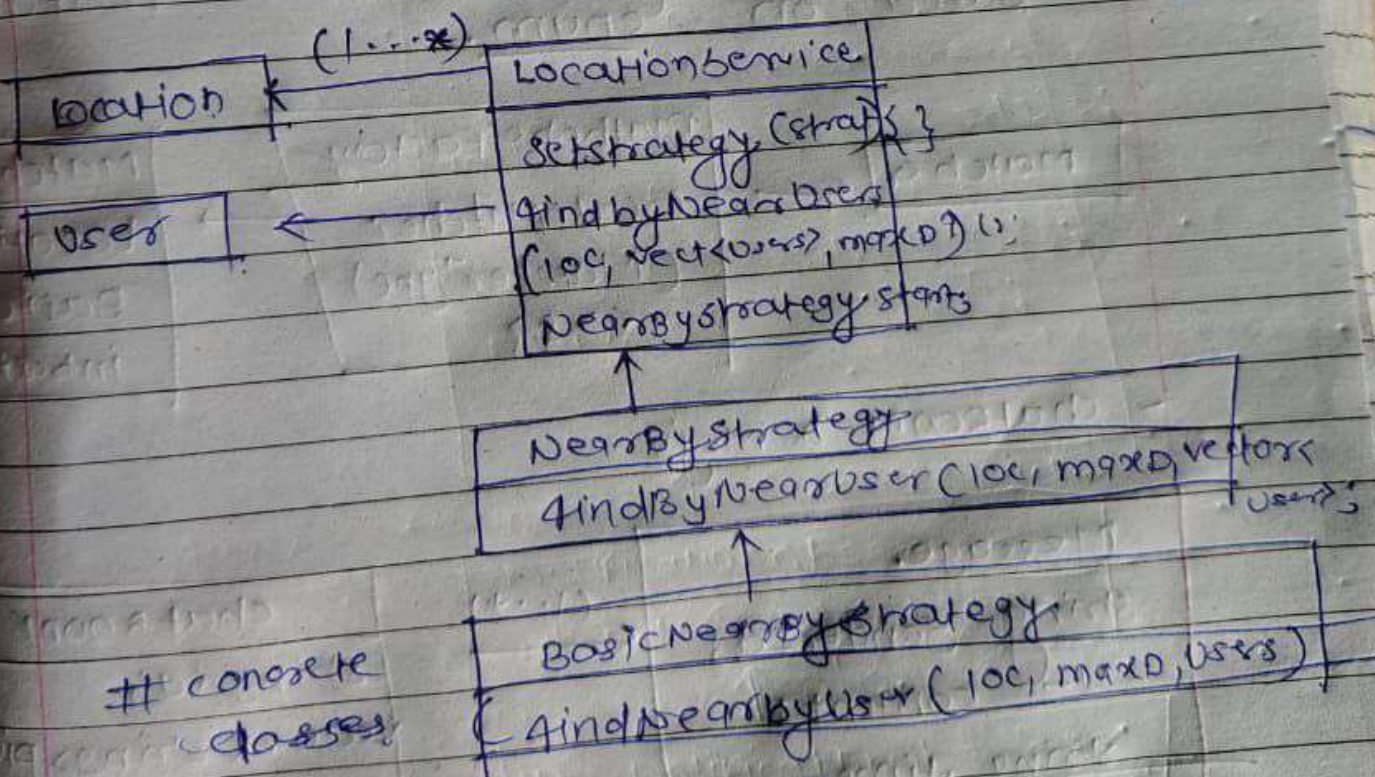 (1...*)
Location
LocationService
setstrategy (strat){ }
User
findbyNearUsers
(loc, vect<Users>, maxD) ();
NearBystrategy strat;
NearByStrategy
findByNearUser (loc, maxD, vector<
User>;
BasicNearByStrategy
# concrete
classes
findNearByUser ( loc, maxD, Users)